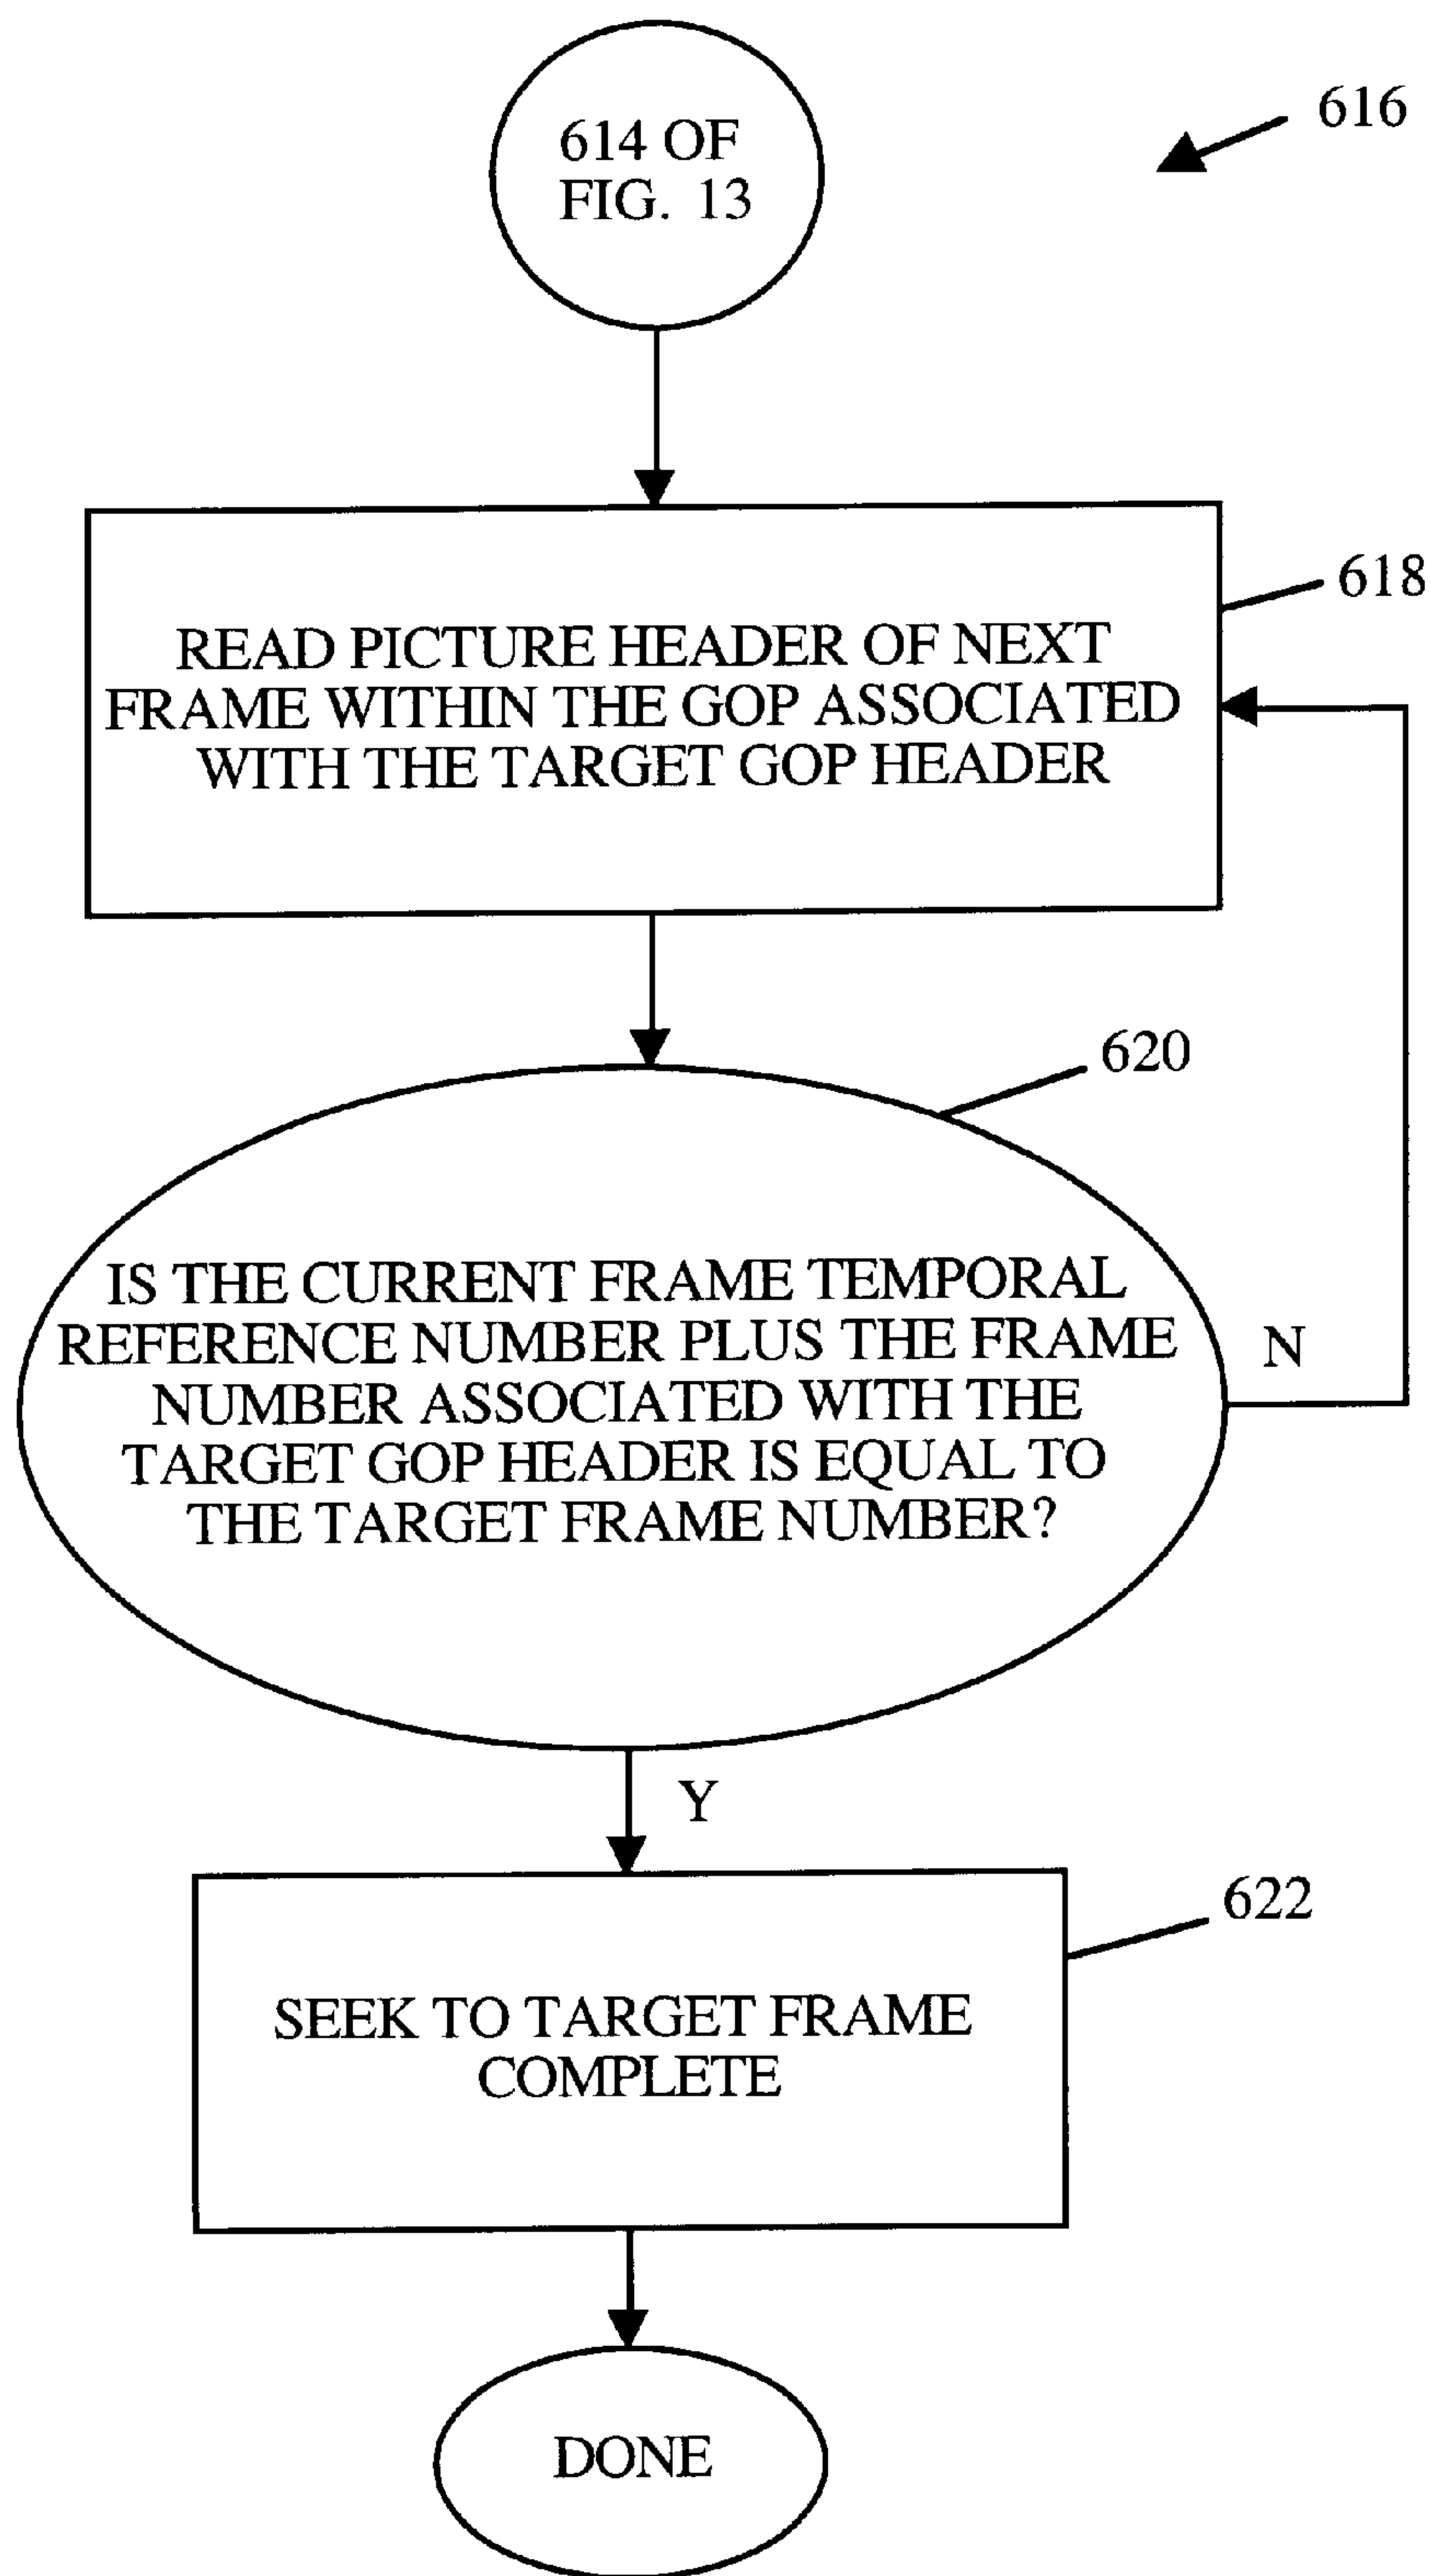 614 OF
FIG. 13
616
618
READ PICTURE HEADER OF NEXT
FRAME WITHIN THE GOP ASSOCIATED
WITH THE TARGET GOP HEADER
620
IS THE CURRENT FRAME TEMPORAL
REFERENCE NUMBER PLUS THE FRAME
NUMBER ASSOCIATED WITH THE
TARGET GOP HEADER IS EQUAL TO
THE TARGET FRAME NUMBER?
N
Y
622
SEEK TO TARGET FRAME
COMPLETE
DONE